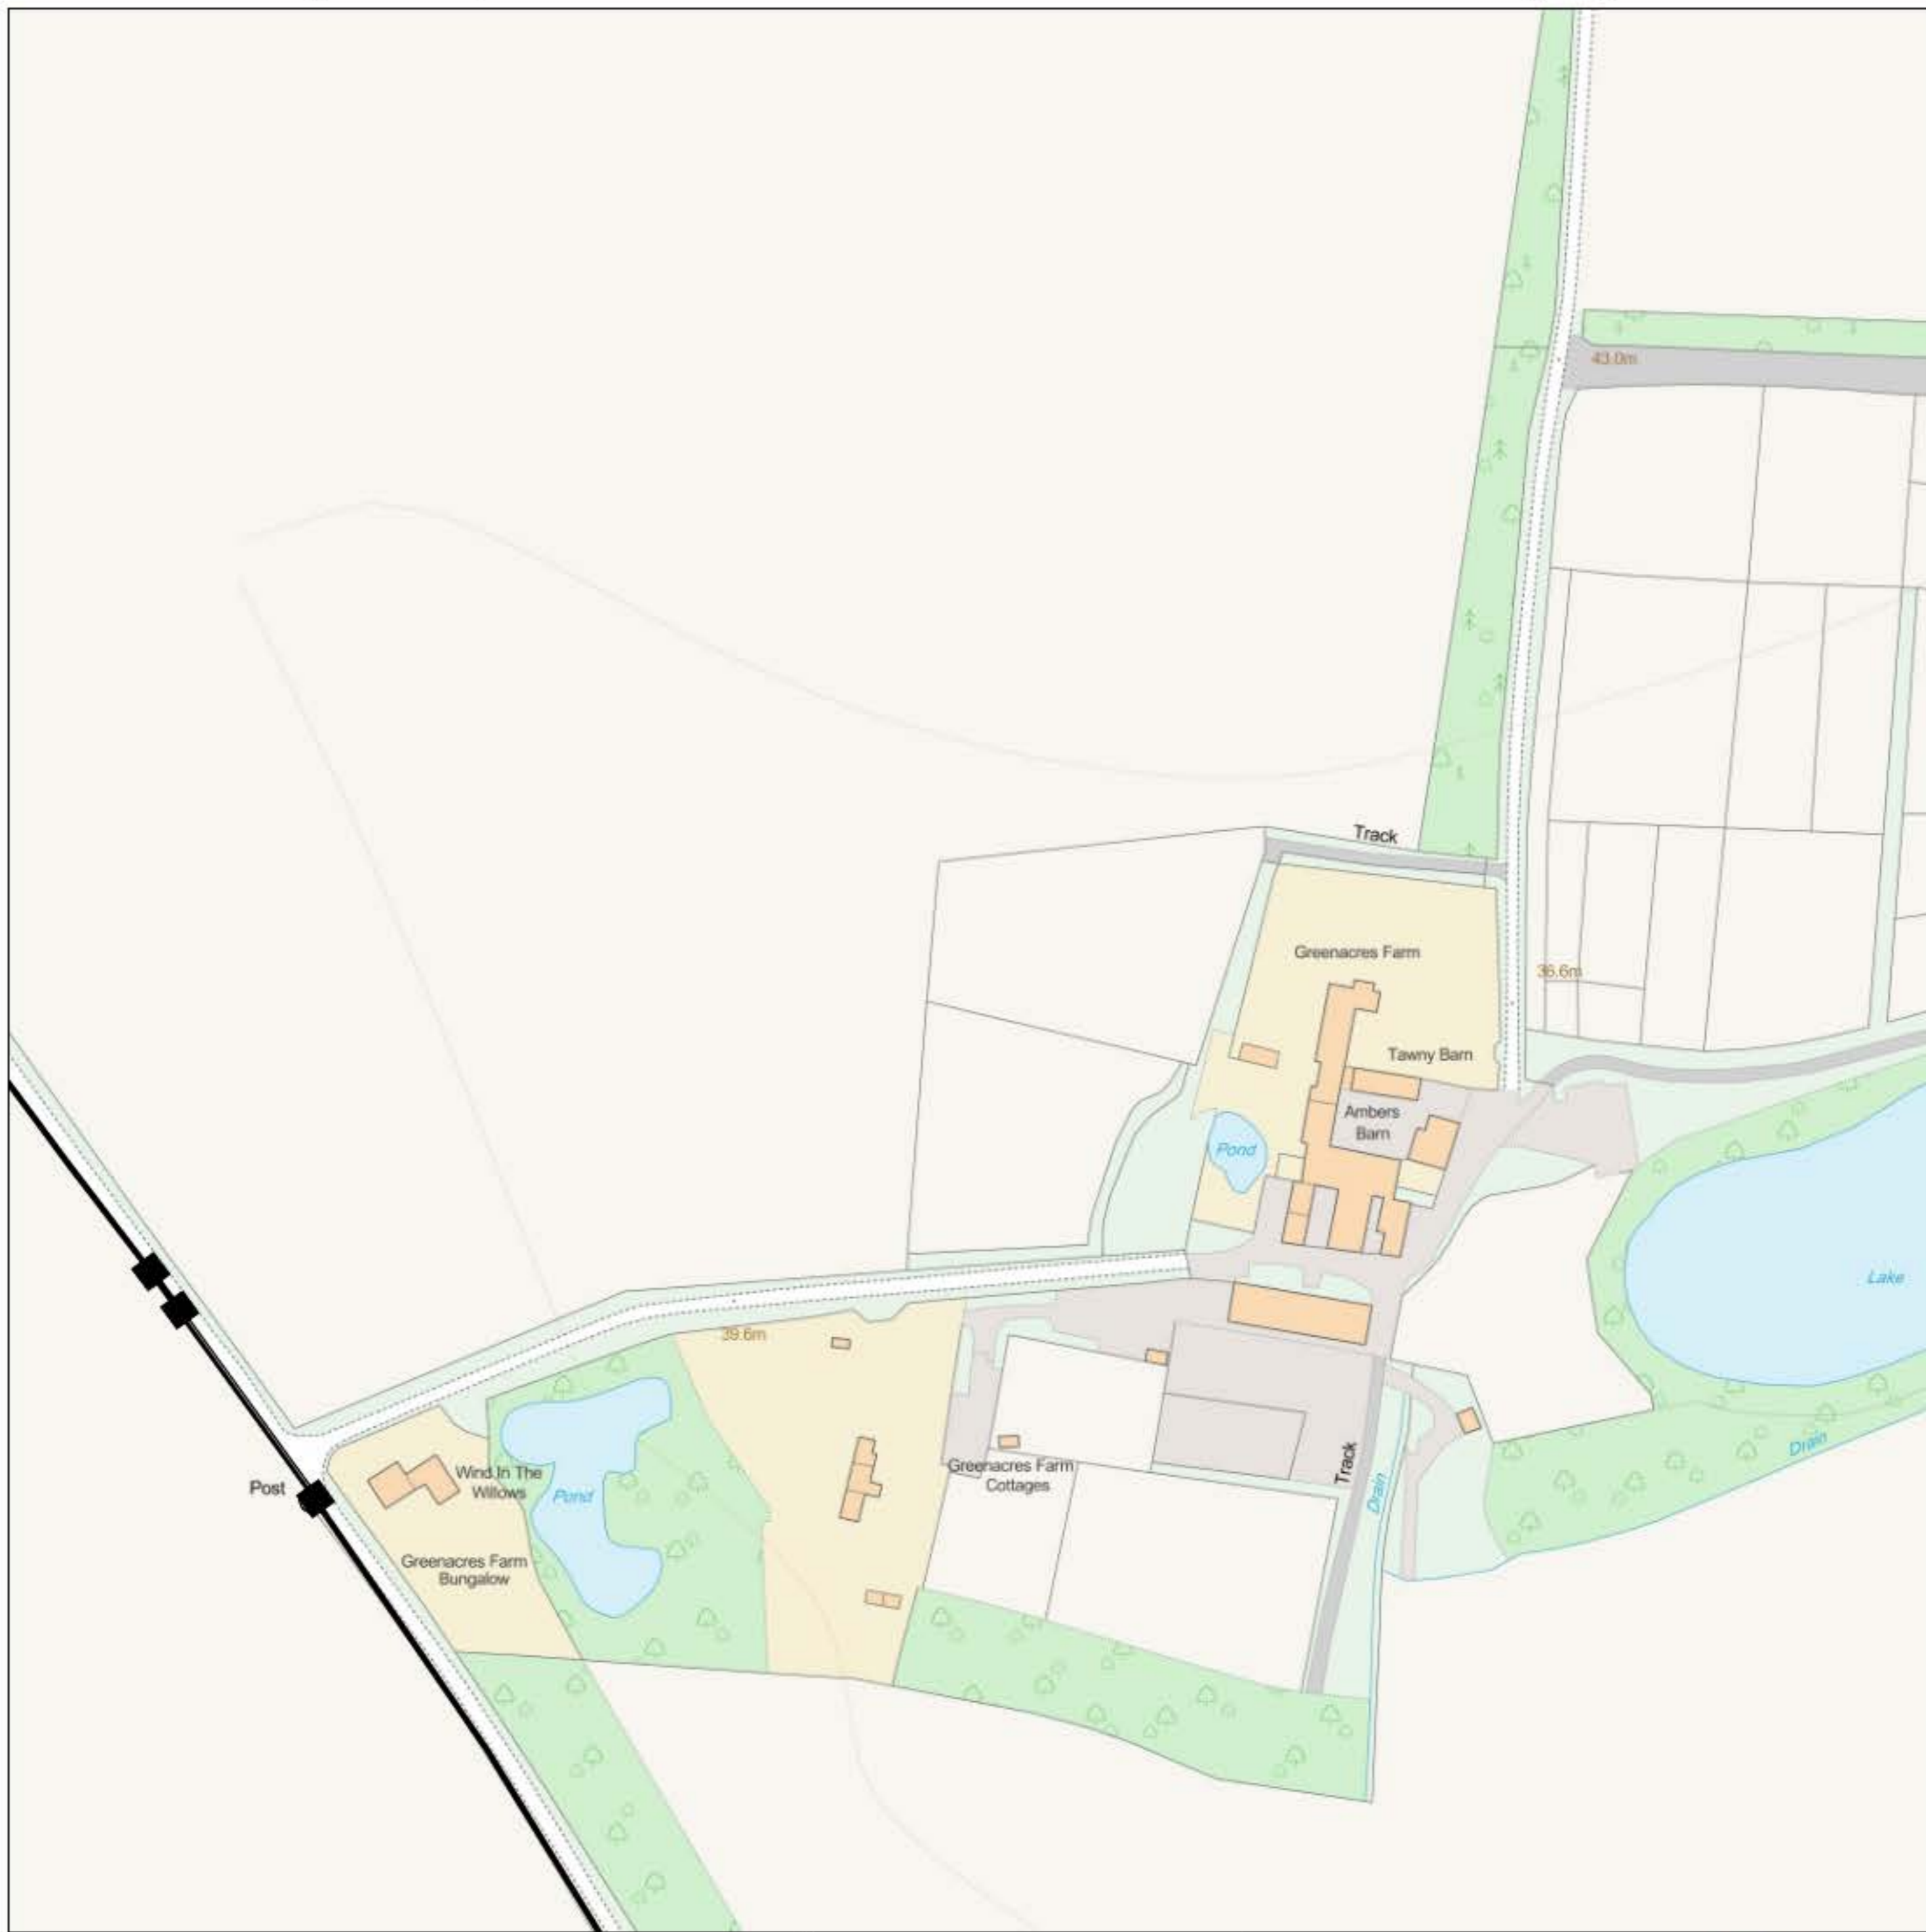 43.0m
Track
Greenacres Farm
36.6m
Tawny Barn
Ambers
Barn
Pond
Lake
39.6m
Drain
Track
Greenacres Farm
Cottages
Wind In The
Willows
Post
Pond
Drain
Greenacres Farm
Bungalow